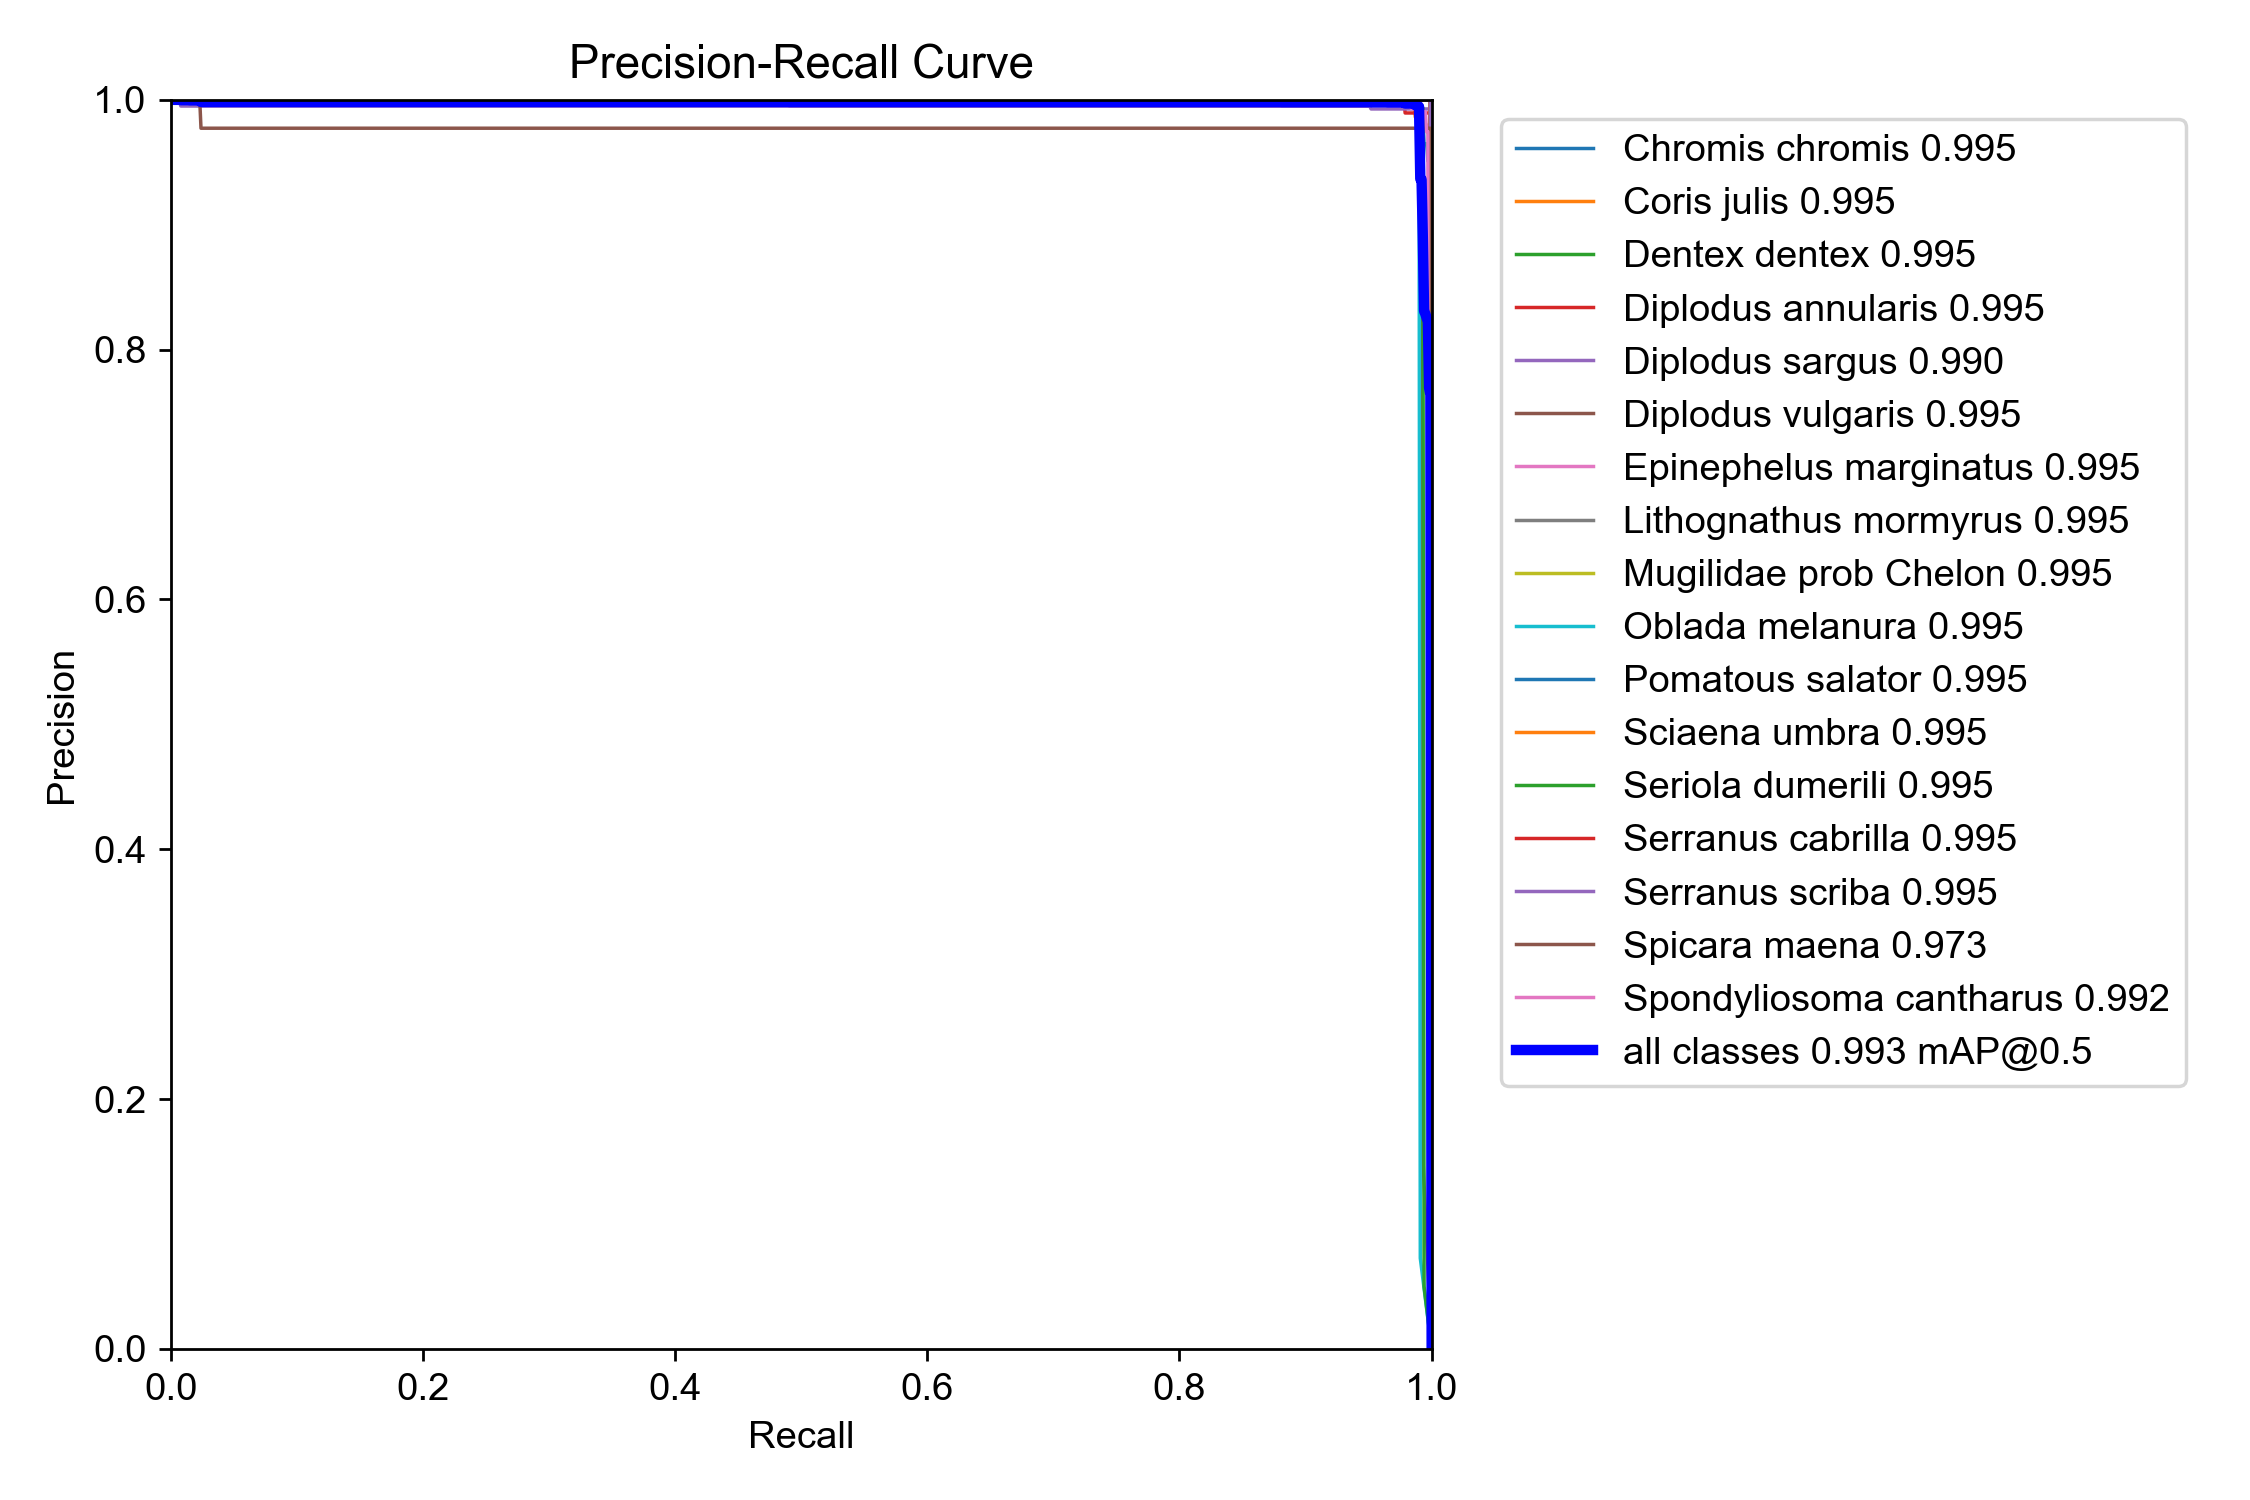 Precision-Recall Curve
1.0
0.8
0.6
0.4
0.2
0.0
Precision
0.0 0.2 0.4 0.6 0.8 1.0
Recall
Chromis chromis 0.995
Coris julis 0.995
Dentex dentex 0.995
Diplodus annularis 0.995
Diplodus sargus 0.990
Diplodus vulgaris 0.995
Epinephelus marginatus 0.995
Lithognathus mormyrus 0.995
Mugilidae prob Chelon 0.995
Oblada melanura 0.995
Pomatous salator 0.995
Sciaena umbra 0.995
Seriola dumerili 0.995
Serranus cabrilla 0.995
Serranus scriba 0.995
Spicara maena 0.973
Spondyliosoma cantharus 0.992
all classes 0.993 mAP@0.5